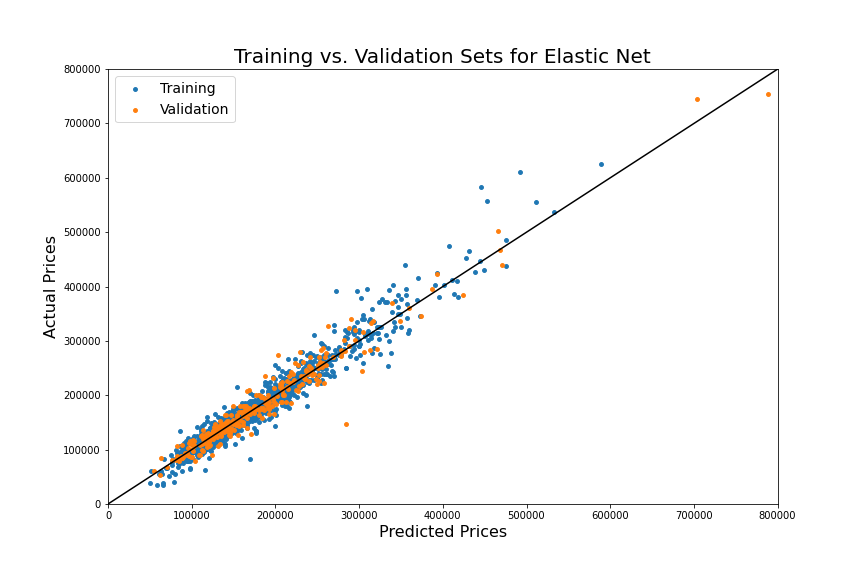 Training vs. Validation Sets for Elastic Net
Training
Validation
Actual Prices
800000
700000
600000
500000
400000
300000
200000
100000
0
0 100000 200000 300000 400000 500000 600000 700000 800000
Predicted Prices